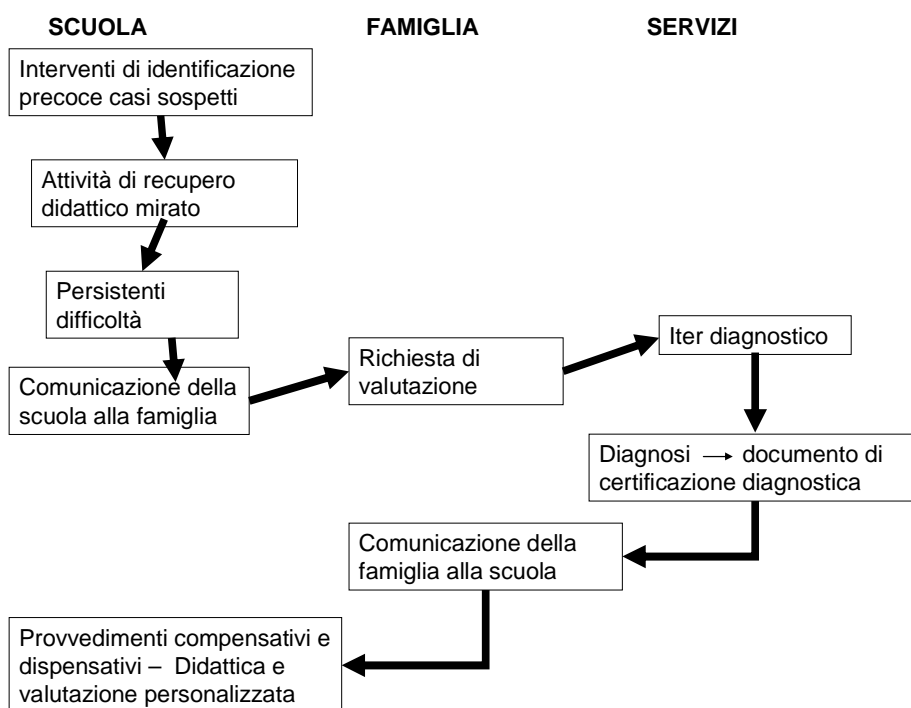 SCUOLA
FAMIGLIA
SERVIZI
Interventi di identificazione
precoce casi sospetti
Attività di recupero
didattico mirato
Persistenti
difficoltà
Comunicazione della
scuola alla famiglia
Richiesta di
valutazione
Iter diagnostico
Diagnosi → documento di
certificazione diagnostica
Comunicazione della
famiglia alla scuola
Provvedimenti compensativi e
dispensativi – Didattica e
valutazione personalizzata